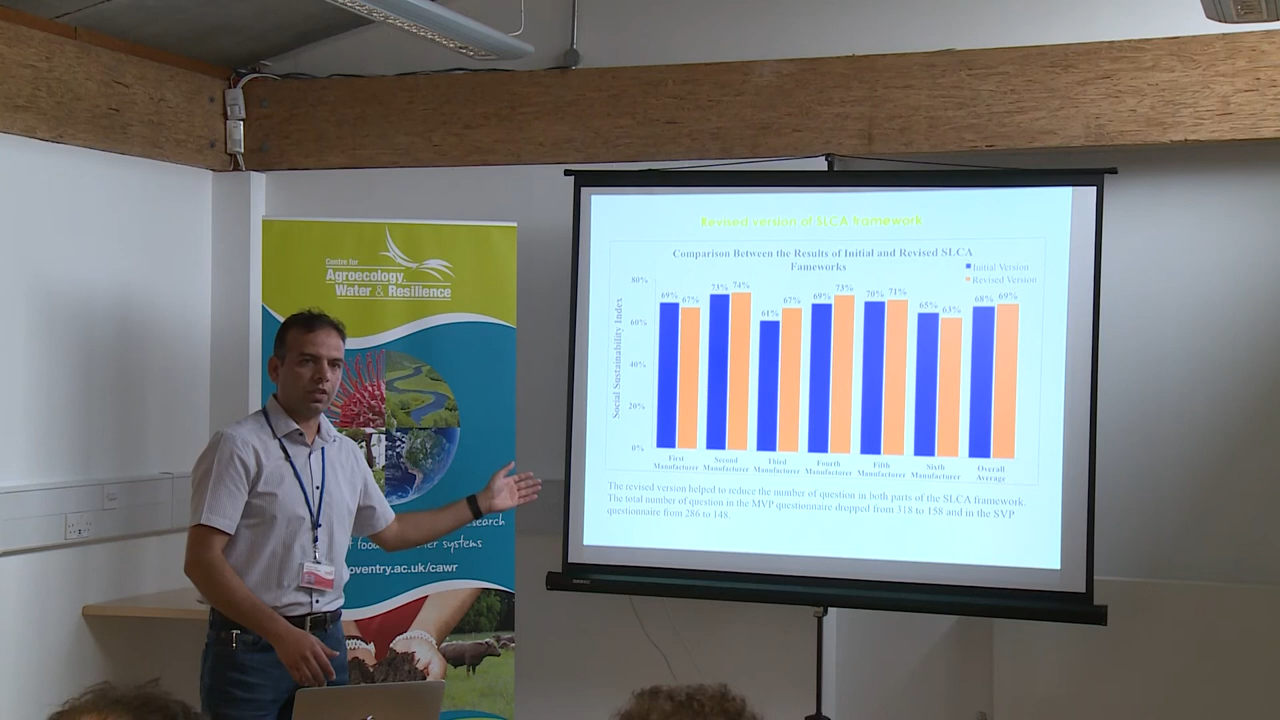 Centre for
Agroecology,
Water & Resilience
search
f foo
er systems
oventry.ac.uk/cawr
Revised version of SLCA framework
Comparison Between the Results of Initial and Revised SLCA
Fameworks
Initial Version
Revised Version
Social Sustainability Index
80%
60%
40%
20%
0%
69% 67% 73% 74% 61% 67% 69% 73% 70% 71% 65% 63% 68% 69%
First Manufacturer
Second Manufacturer
Third Manufacturer
Fourth Manufacturer
Fifth Manufacturer
Sixth Manufacturer
Overall Average
The revised version helped to reduce the number of question in both parts of the SLCA framework.
The total number of question in the MVP questionnaire dropped from 318 to 158 and in the SVP
questionnaire from 286 to 148.